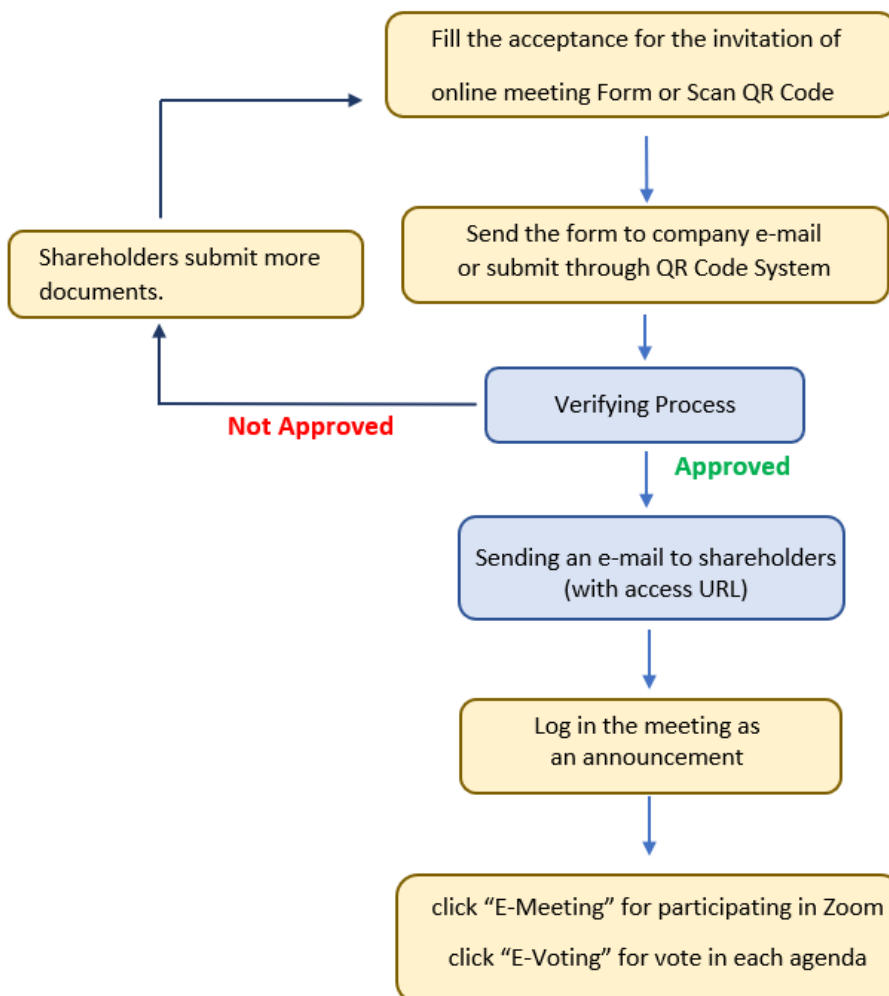 Fill the acceptance for the invitation of
online meeting Form or Scan QR Code
Send the form to company e-mail
or submit through QR Code System
Shareholders submit more
documents.
Verifying Process
Not Approved
Approved
Sending an e-mail to shareholders
(with access URL)
Log in the meeting as
an announcement
click “E-Meeting” for participating in Zoom
click “E-Voting” for vote in each agenda